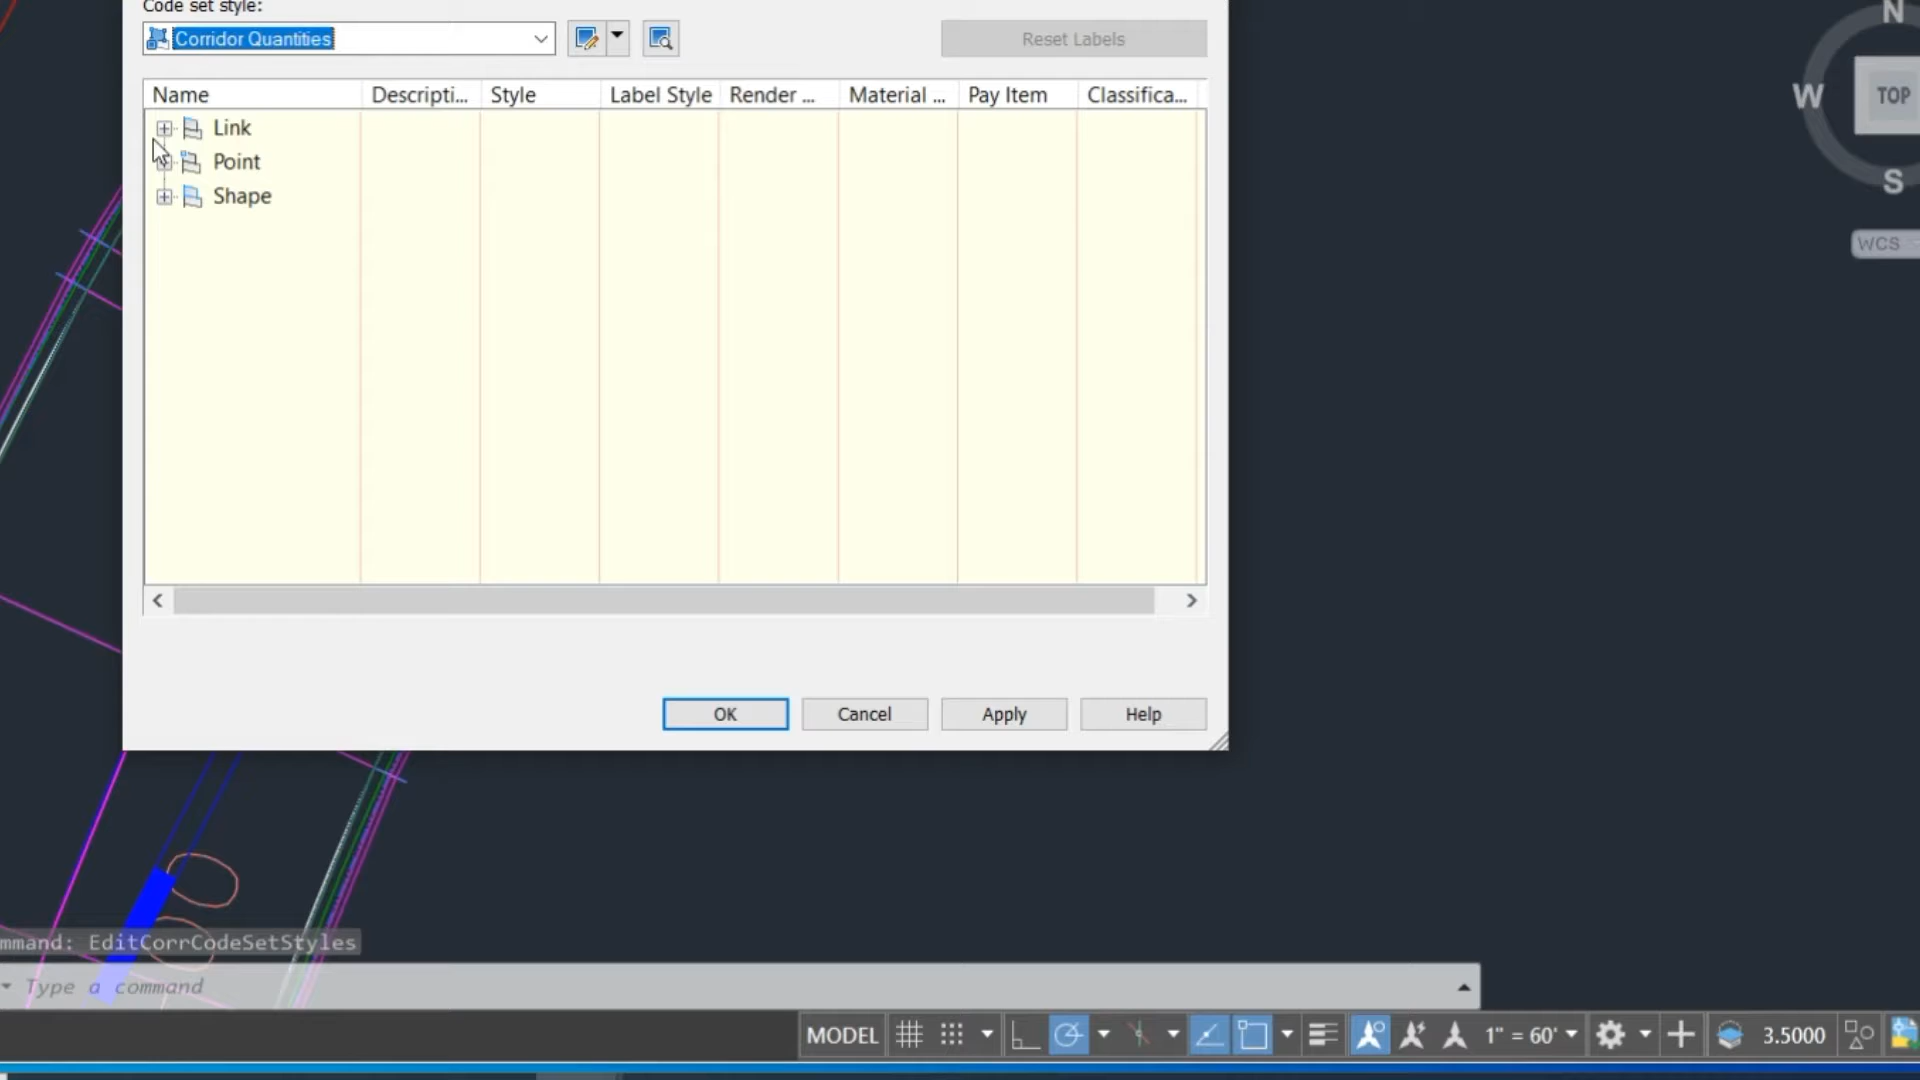 Code set style:
Corridor Quantities
Reset Labels
Name Descripti... Style Label Style Render ... Material ... Pay Item Classifica...
Link
Point
Shape
OK Cancel Apply Help
N
W TOP
S
WCS
mmand: EditCorrCodeSetStyles
Type a command
MODEL 1" = 60' 3.5000